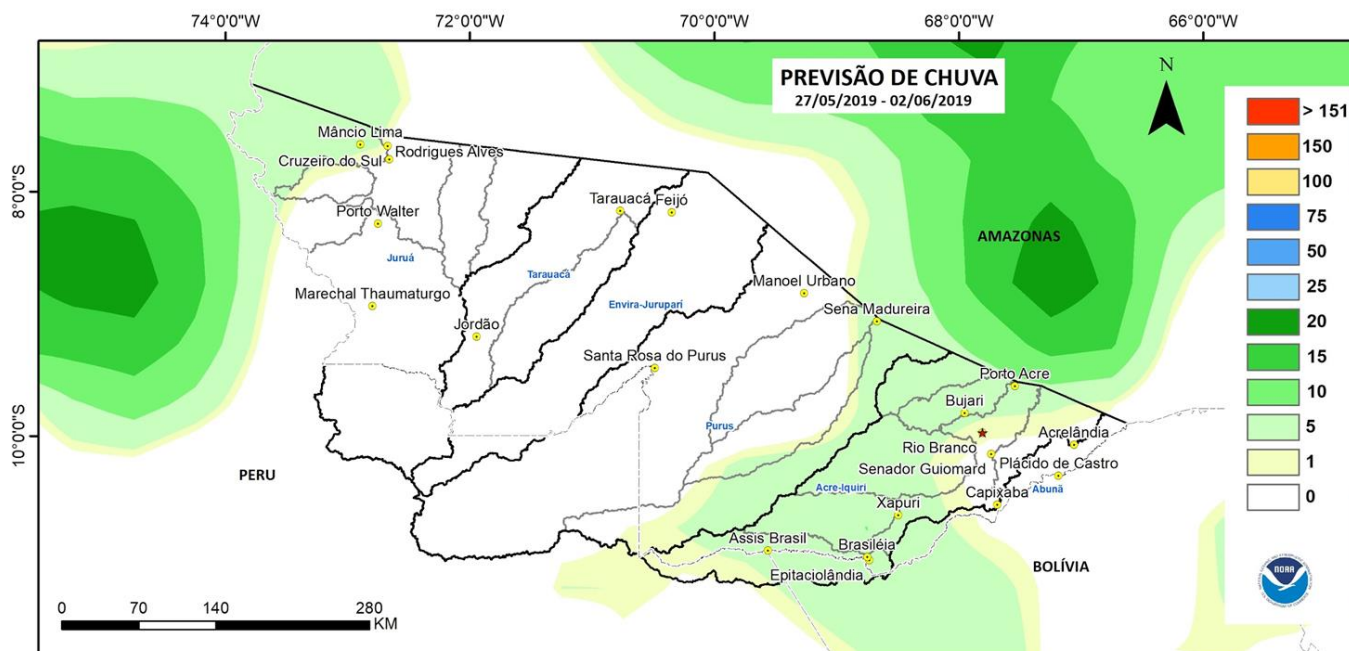 74°0'0"W
72°0'0"W
70°0'0"W
68°0'0"W
66°0'0"W
PREVISÃO DE CHUVA
27/05/2019 - 02/06/2019
N
> 151
150
100
75
50
25
20
15
10
5
1
0
8°0'0"S
10°0'0"S
Mâncio Lima
Rodrigues Alves
Cruzeiro do Sul
Porto Walter
Juruá
Marechal Thaumaturgo
Jordão
Tarauacá
Feijó
Tarauacá
Envira-Jurupari
Santa Rosa do Purus
Manoel Urbano
Sena Madureira
Purus
AMAZONAS
Porto Acre
Bujari
Rio Branco
Acrelândia
Senador Guiomard
Plácido de Castro
Acre-Iquiri
Capixaba
Abunã
Xapuri
Assis Brasil
Brasiléia
Epitaciolândia
PERU
BOLÍVIA
0 70 140 280
KM
NOAA